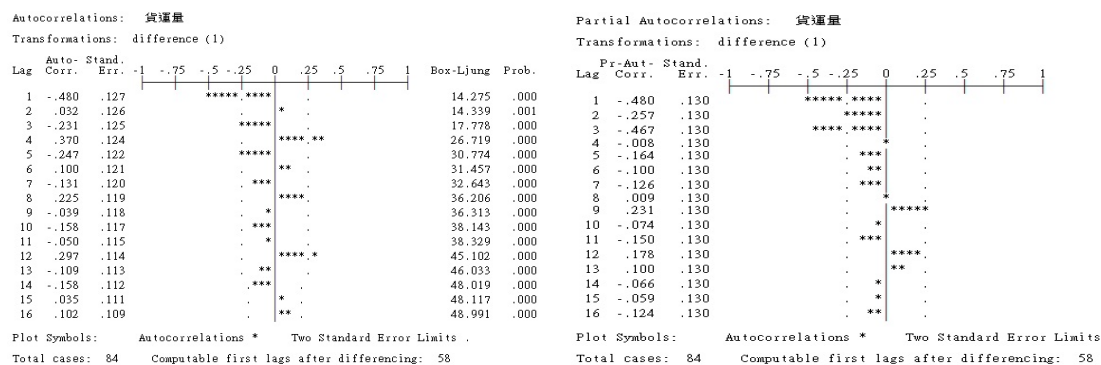 Autocorrelations: 貨運量
Transformations: difference (1)
Auto- Stand.
Lag Corr. Err. -1 -.75 -.5 -.25 0 .25 .5 .75 1 Box-Ljung Prob.
1 -.480 .127 *****.**** . 14.275 .000
2 .032 .126 . * . 14.339 .001
3 -.231 .125 ***** . 17.778 .000
4 .370 .124 . ****.** 26.719 .000
5 -.247 .122 ***** . 30.774 .000
6 .100 .121 . ** . 31.457 .000
7 -.131 .120 . *** . 32.643 .000
8 .225 .119 . ****. 36.206 .000
9 -.039 .118 . * . 36.313 .000
10 -.158 .117 . *** . 38.143 .000
11 -.050 .115 . * . 38.329 .000
12 .297 .114 . ****.* 45.102 .000
13 -.109 .113 . ** . 46.033 .000
14 -.158 .112 . *** . 48.019 .000
15 .035 .111 . * . 48.117 .000
16 .102 .109 . ** . 48.991 .000
Plot Symbols: Autocorrelations * Two Standard Error Limits .
Total cases: 84 Computable first lags after differencing: 58
Partial Autocorrelations: 貨運量
Transformations: difference (1)
Pr-Aut- Stand.
Lag Corr. Err. -1 -.75 -.5 -.25 0 .25 .5 .75 1
1 -.480 .130 *****.**** .
2 -.257 .130 ***** .
3 -.467 .130 ****.**** .
4 -.008 .130 . * .
5 -.164 .130 . *** .
6 -.100 .130 . ** .
7 -.126 .130 . *** .
8 .009 .130 . * .
9 .231 .130 . *****
10 -.074 .130 . * .
11 -.150 .130 . *** .
12 .178 .130 . ****.
13 .100 .130 . ** .
14 -.066 .130 . * .
15 -.059 .130 . * .
16 -.124 .130 . ** .
Plot Symbols: Autocorrelations * Two Standard Error Limits
Total cases: 84 Computable first lags after differencing: 58